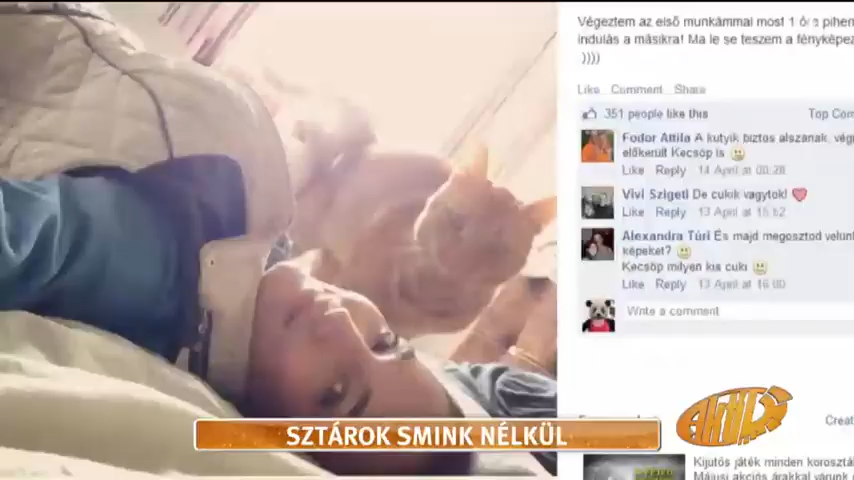 Végeztem az első munkámmal most 1 óra pihen
indulás a másikra! Ma le se teszem a fényképez
))))
Like Comment Share
351 people like this
Top Com
Fodor Attila A kutyik biztos alszanak, végr
előkerült Kecsöp is
Like Reply 14 April at 00:28
Vivi Szigeti De cukik vagytok!
Like Reply 13 April at 15:52
Alexandra Túri És majd megosztod velünk
képeket?
Kecsöp milyen kis cuki
Like Reply 13 April at 16:00
Write a comment
SZTÁROK SMINK NÉLKÜL
Creat
Kijutós játék minden korosztál
Májusi akciós árakkal várunk